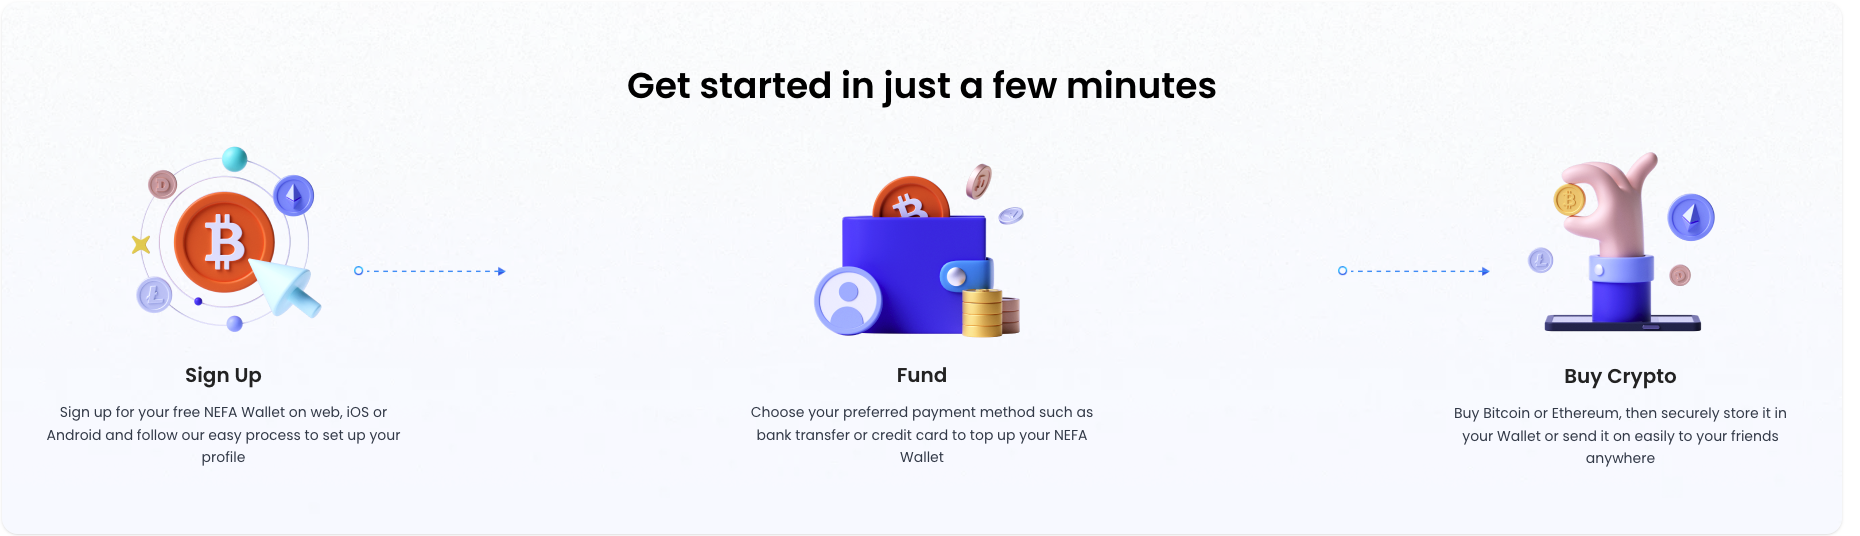 Get started in just a few minutes
Sign Up
Sign up for your free NEFA Wallet on web, iOS or
Android and follow our easy process to set up your
profile
Fund
Choose your preferred payment method such as
bank transfer or credit card to top up your NEFA
Wallet
Buy Crypto
Buy Bitcoin or Ethereum, then securely store it in
your Wallet or send it on easily to your friends
anywhere